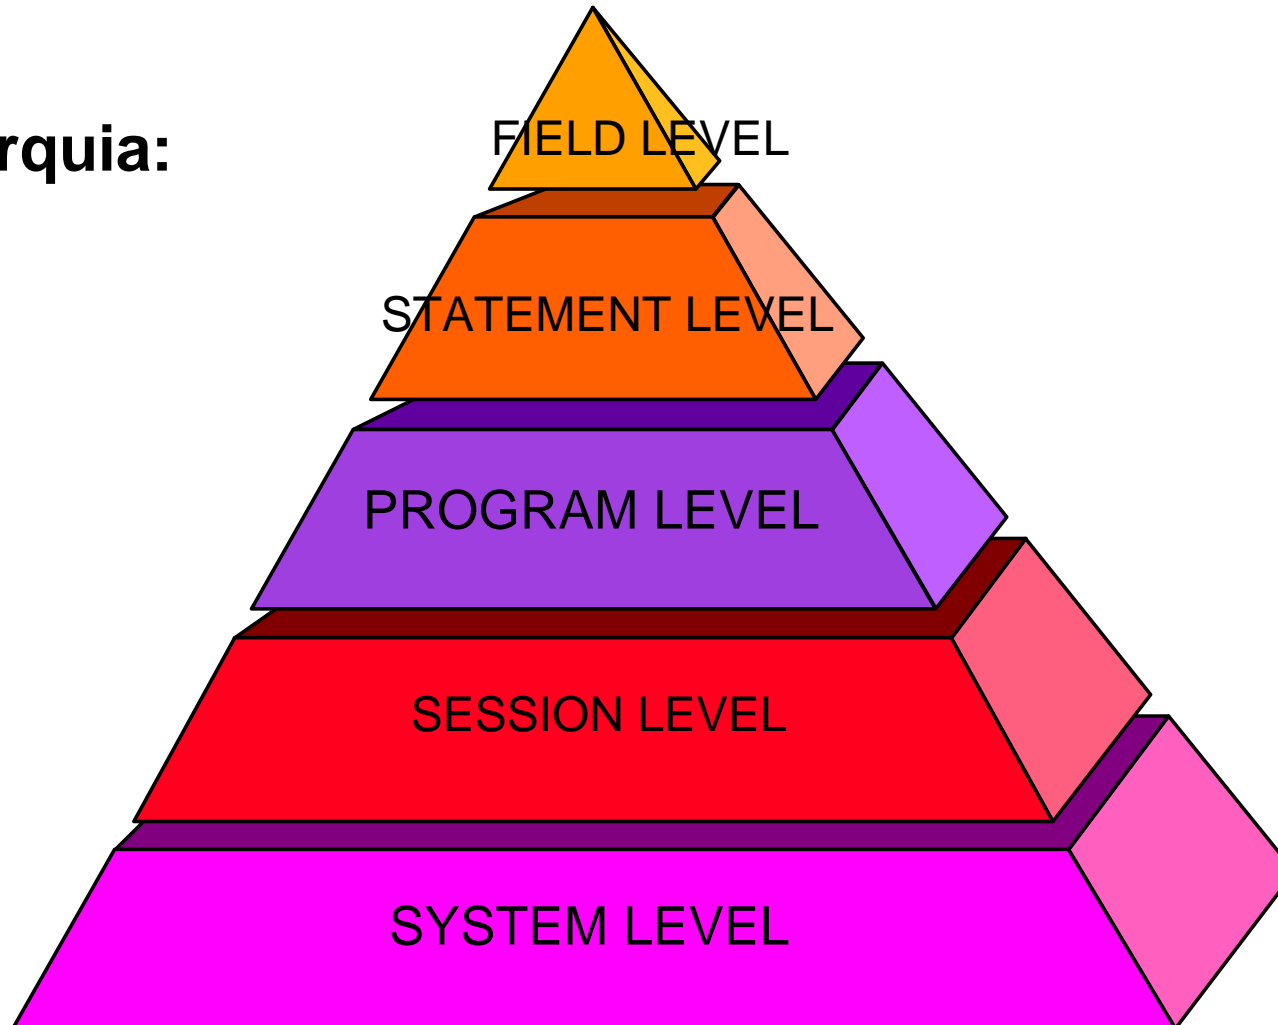 FIELD LEVEL
rquia:
STATEMENT LEVEL
PROGRAM LEVEL
SESSION LEVEL
SYSTEM LEVEL